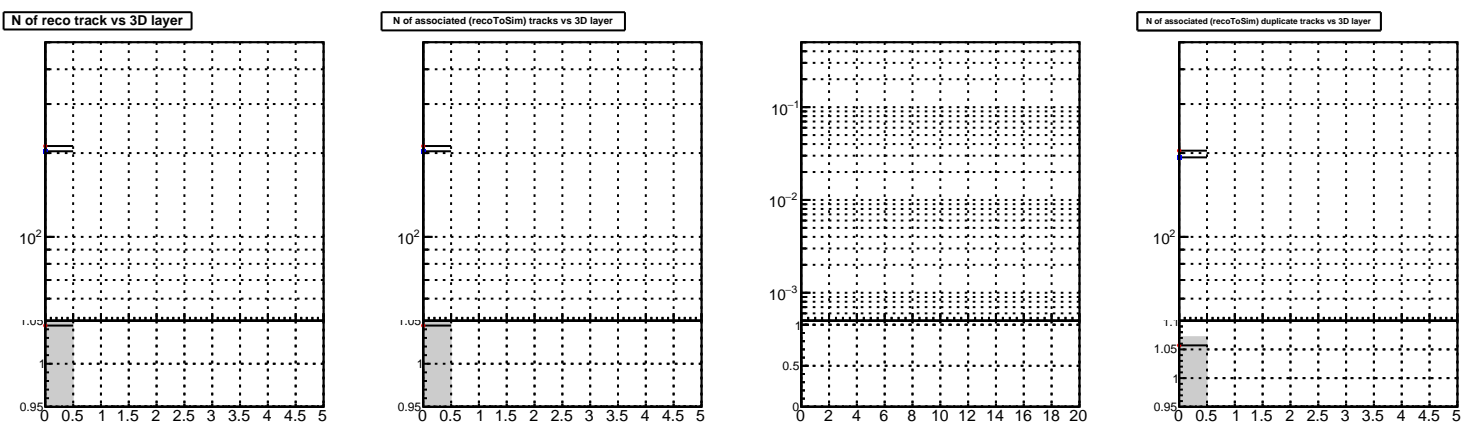 N of reco track vs 3D layer
N of associated (recoToSim) tracks vs 3D layer
N of associated (recoToSim) duplicate tracks vs 3D layer
10²
10²
10⁻¹
10⁻²
10⁻³
10²
1.05
1
0.95
1.05
1
0.95
1
0.5
0
1.1
1.05
1
0.95
0 0.5 1 1.5 2 2.5 3 3.5 4 4.5 5
0 0.5 1 1.5 2 2.5 3 3.5 4 4.5 5
0 2 4 6 8 10 12 14 16 18 20
0 0.5 1 1.5 2 2.5 3 3.5 4 4.5 5